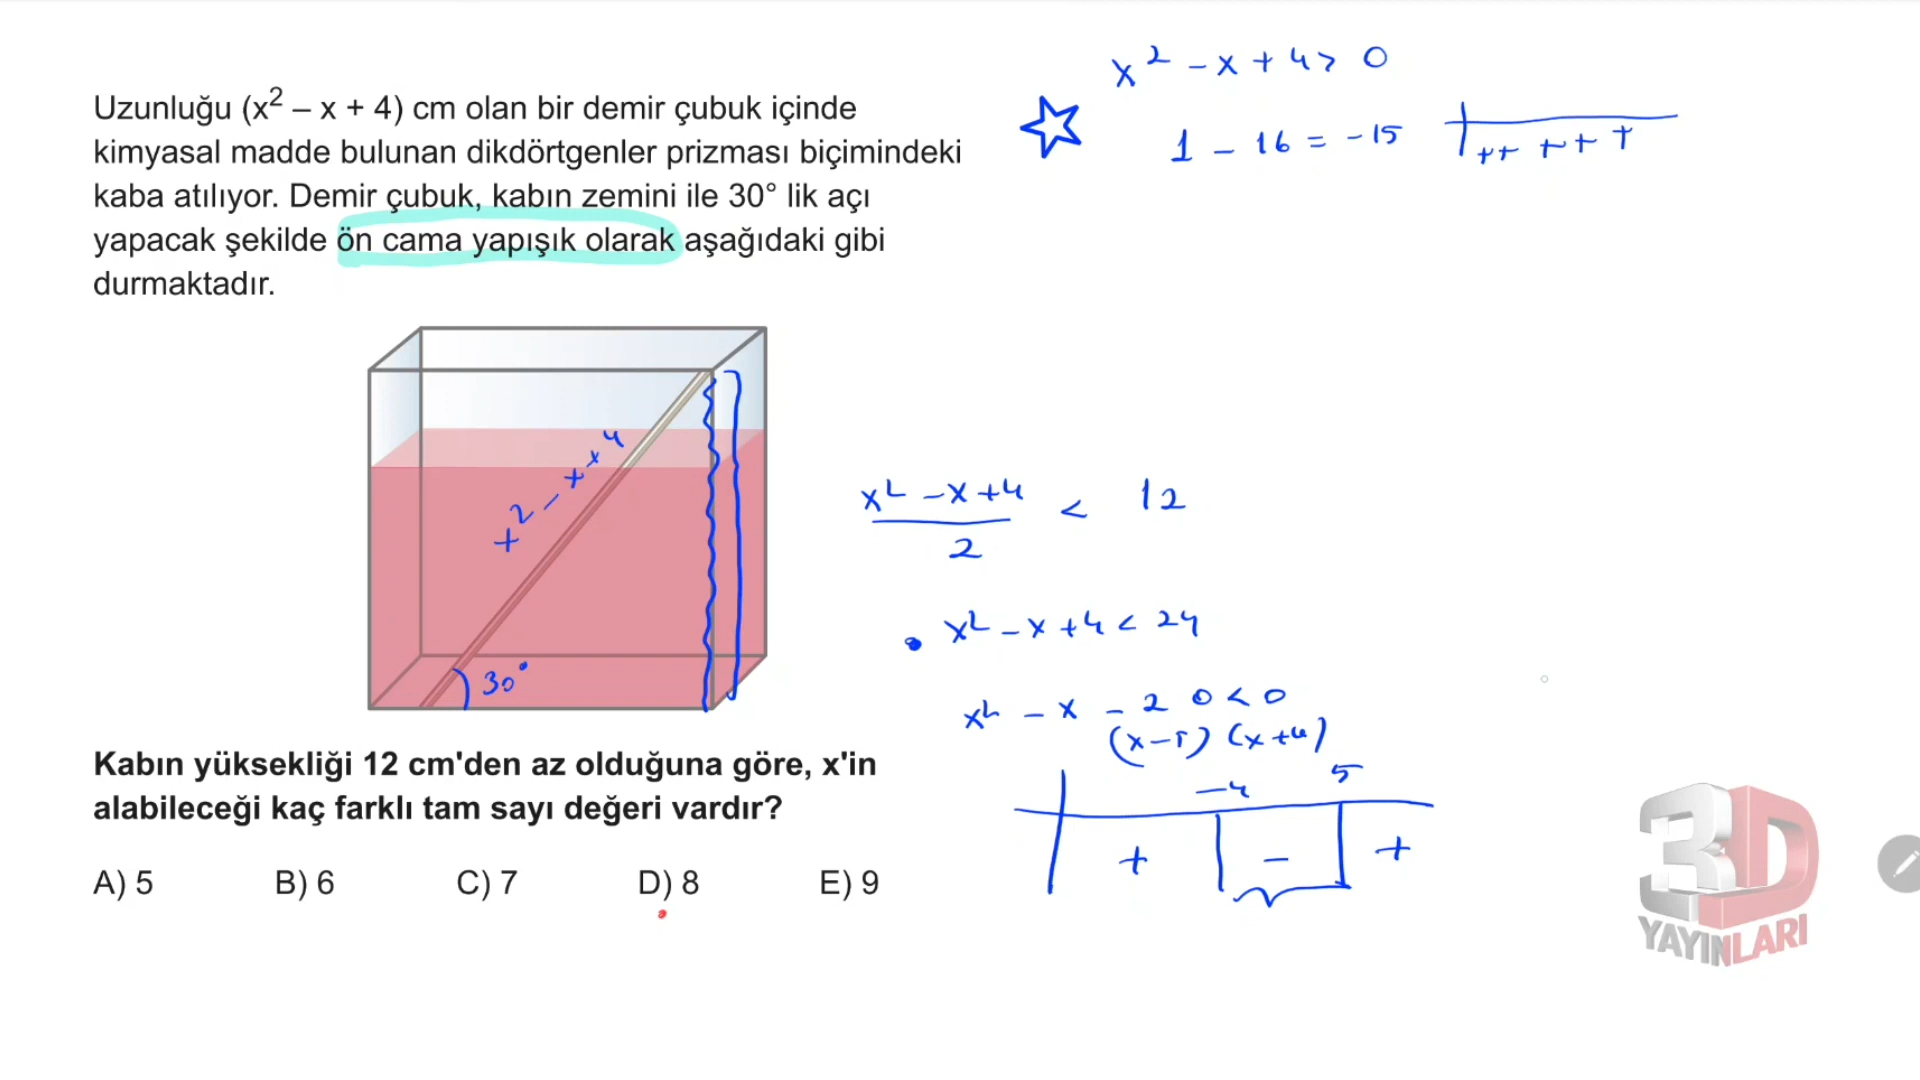 Uzunluğu (x² – x + 4) cm olan bir demir çubuk içinde
kimyasal madde bulunan dikdörtgenler prizması biçimindeki
kaba atılıyor. Demir çubuk, kabın zemini ile 30° lik açı
yapacak şekilde ön cama yapışık olarak aşağıdaki gibi
durmaktadır.
x² - x + 4
30°
Kabın yüksekliği 12 cm'den az olduğuna göre, x'in
alabileceği kaç farklı tam sayı değeri vardır?
A) 5 B) 6 C) 7 D) 8 E) 9
x² - x + 4 > 0
1 - 16 = -15
++ +++
x² - x + 4 < 12
2
x² - x + 4 < 24
x² - x - 20 < 0
(x-5) (x+4)
-4 5
+ - +
3D
YAYINLARI